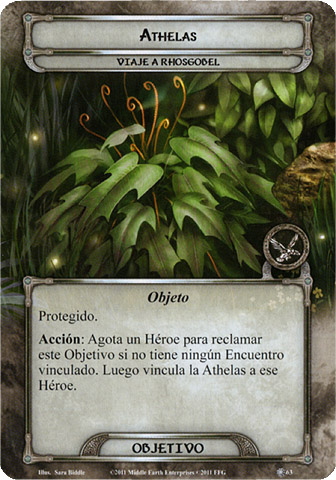 Athelas
Viaje a Rhosgobel
Objeto
Protegido.
Acción: Agota un Héroe para reclamar
este Objetivo si no tiene ningún Encuentro
vinculado. Luego vincula la Athelas a ese
Héroe.
OBJETIVO
Illus. Sara Biddle ©2011 Middle Earth Enterprises ©2011 FFG 63